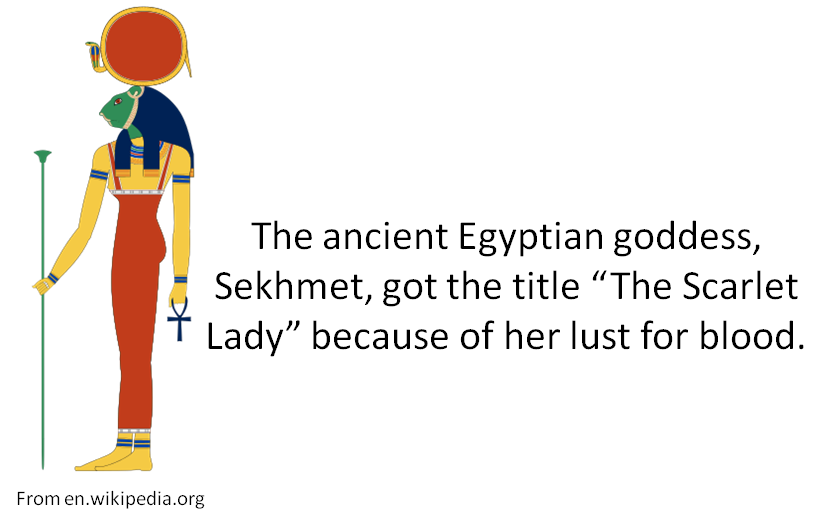 The ancient Egyptian goddess,
Sekhmet, got the title “The Scarlet
Lady” because of her lust for blood.
From en.wikipedia.org